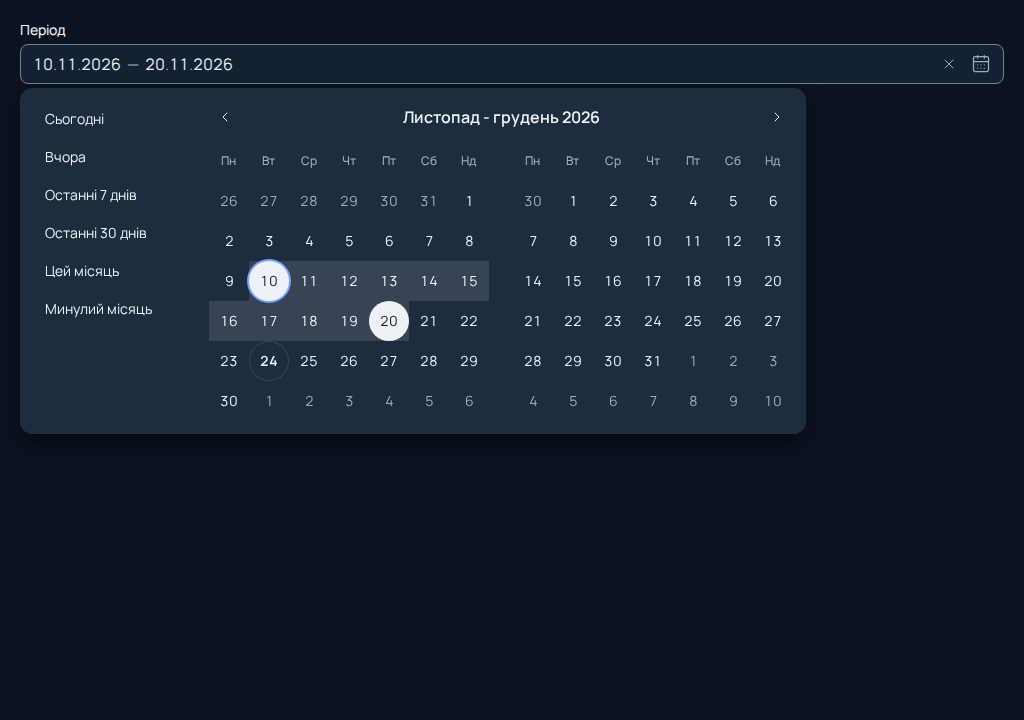 Період
10.11.2026 — 20.11.2026
Сьогодні
Вчора
Останні 7 днів
Останні 30 днів
Цей місяць
Минулий місяць
Листопад - грудень 2026
Пн Вт Ср Чт Пт Сб Нд
26 27 28 29 30 31 1
2 3 4 5 6 7 8
9 10 11 12 13 14 15
16 17 18 19 20 21 22
23 24 25 26 27 28 29
30 1 2 3 4 5 6
Пн Вт Ср Чт Пт Сб Нд
30 1 2 3 4 5 6
7 8 9 10 11 12 13
14 15 16 17 18 19 20
21 22 23 24 25 26 27
28 29 30 31 1 2 3
4 5 6 7 8 9 10